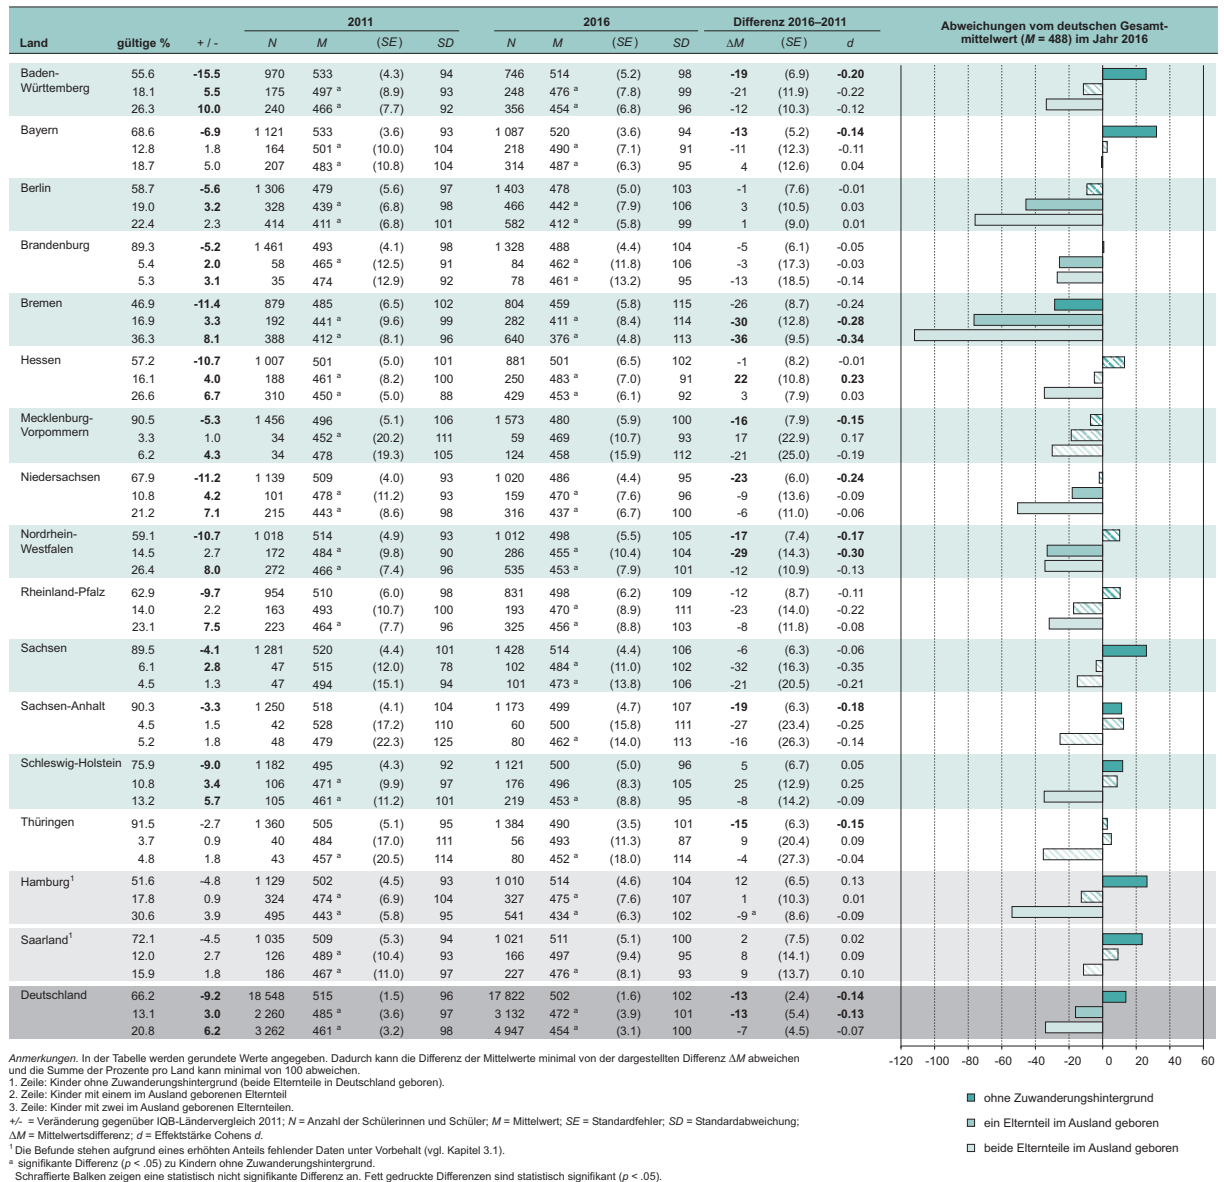 2011 2016 Differenz 2016–2011 Abweichungen vom deutschen Gesamt-
mittelwert (M = 488) im Jahr 2016
Land gültige % + / - N M (SE) SD N M (SE) SD ΔM (SE) d
Baden-Württemberg 55.6 -15.5 970 533 (4.3) 94 746 514 (5.2) 98 -19 (6.9) -0.20
18.1 5.5 175 497 a (8.9) 93 248 476 a (7.8) 99 -21 (11.9) -0.22
26.3 10.0 240 466 a (7.7) 92 356 454 a (6.8) 96 -12 (10.3) -0.12
Bayern 68.6 -6.9 1 121 533 (3.6) 93 1 087 520 (3.6) 94 -13 (5.2) -0.14
12.8 1.8 164 501 a (10.0) 104 218 490 a (7.1) 91 -11 (12.3) -0.11
18.7 5.0 207 483 a (10.8) 104 314 487 a (6.3) 95 4 (12.6) 0.04
Berlin 58.7 -5.6 1 306 479 (5.6) 97 1 403 478 (5.0) 103 -1 (7.6) -0.01
19.0 3.2 328 439 a (6.8) 98 466 442 a (7.9) 106 3 (10.5) 0.03
22.4 2.3 414 411 a (6.8) 101 582 412 a (5.8) 99 1 (9.0) 0.01
Brandenburg 89.3 -5.2 1 461 493 (4.1) 98 1 328 488 (4.4) 104 -5 (6.1) -0.05
5.4 2.0 58 465 a (12.5) 91 84 462 a (11.8) 106 -3 (17.3) -0.03
5.3 3.1 35 474 (12.9) 92 78 461 a (13.2) 95 -13 (18.5) -0.14
Bremen 46.9 -11.4 879 485 (6.5) 102 804 459 (5.8) 115 -26 (8.7) -0.24
16.9 3.3 192 441 a (9.6) 99 282 411 a (8.4) 114 -30 (12.8) -0.28
36.3 8.1 388 412 a (8.1) 96 640 376 a (4.8) 113 -36 (9.5) -0.34
Hessen 57.2 -10.7 1 007 501 (5.0) 101 881 501 (6.5) 102 -1 (8.2) -0.01
16.1 4.0 188 461 a (8.2) 100 250 483 a (7.0) 91 22 (10.8) 0.23
26.6 6.7 310 450 a (5.0) 88 429 453 a (6.1) 92 3 (7.9) 0.03
Mecklenburg-Vorpommern 90.5 -5.3 1 456 496 (5.1) 106 1 573 480 (5.9) 100 -16 (7.9) -0.15
3.3 1.0 34 452 a (20.2) 111 59 469 (10.7) 93 17 (22.9) 0.17
6.2 4.3 34 478 (19.3) 105 124 458 (15.9) 112 -21 (25.0) -0.19
Niedersachsen 67.9 -11.2 1 139 509 (4.0) 93 1 020 486 (4.4) 95 -23 (6.0) -0.24
10.8 4.2 101 478 a (11.2) 93 159 470 a (7.6) 96 -9 (13.6) -0.09
21.2 7.1 215 443 a (8.6) 98 316 437 a (6.7) 100 -6 (11.0) -0.06
Nordrhein-Westfalen 59.1 -10.7 1 018 514 (4.9) 93 1 012 498 (5.5) 105 -17 (7.4) -0.17
14.5 2.7 172 484 a (9.8) 90 286 455 a (10.4) 104 -29 (14.3) -0.30
26.4 8.0 272 466 a (7.4) 96 535 453 a (7.9) 101 -12 (10.9) -0.13
Rheinland-Pfalz 62.9 -9.7 954 510 (6.0) 98 831 498 (6.2) 109 -12 (8.7) -0.11
14.0 2.2 163 493 (10.7) 100 193 470 a (8.9) 111 -23 (14.0) -0.22
23.1 7.5 223 464 a (7.7) 96 325 456 a (8.8) 103 -8 (11.8) -0.08
Sachsen 89.5 -4.1 1 281 520 (4.4) 101 1 428 514 (4.4) 106 -6 (6.3) -0.06
6.1 2.8 47 515 (12.0) 78 102 484 a (11.0) 102 -32 (16.3) -0.35
4.5 1.3 47 494 (15.1) 94 101 473 a (13.8) 106 -21 (20.5) -0.21
Sachsen-Anhalt 90.3 -3.3 1 250 518 (4.1) 104 1 173 499 (4.7) 107 -19 (6.3) -0.18
4.5 1.5 42 528 (17.2) 110 60 500 (15.8) 111 -27 (23.4) -0.25
5.2 1.8 48 479 (22.3) 125 80 462 a (14.0) 113 -16 (26.3) -0.14
Schleswig-Holstein 75.9 -9.0 1 182 495 (4.3) 92 1 121 500 (5.0) 96 5 (6.7) 0.05
10.8 3.4 106 471 a (9.9) 97 176 496 (8.3) 105 25 (12.9) 0.25
13.2 5.7 105 461 a (11.2) 101 219 453 a (8.8) 95 -8 (14.2) -0.09
Thüringen 91.5 -2.7 1 360 505 (5.1) 95 1 384 490 (3.5) 101 -15 (6.3) -0.15
3.7 0.9 40 484 (17.0) 111 56 493 (11.3) 87 9 (20.4) 0.09
4.8 1.8 43 457 a (20.5) 114 80 452 a (18.0) 114 -4 (27.3) -0.04
Hamburg1 51.6 -4.8 1 129 502 (4.5) 93 1 010 514 (4.6) 104 12 (6.5) 0.13
17.8 0.9 324 474 a (6.9) 104 327 475 a (7.6) 107 1 (10.3) 0.01
30.6 3.9 495 443 a (5.8) 95 541 434 a (6.3) 102 -9 a (8.6) -0.09
Saarland1 72.1 -4.5 1 035 509 (5.3) 94 1 021 511 (5.1) 100 2 (7.5) 0.02
12.0 2.7 126 489 a (10.4) 93 166 497 (9.4) 95 8 (14.1) 0.09
15.9 1.8 186 467 a (11.0) 97 227 476 a (8.1) 93 9 (13.7) 0.10
Deutschland 66.2 -9.2 18 548 515 (1.5) 96 17 822 502 (1.6) 102 -13 (2.4) -0.14
13.1 3.0 2 260 485 a (3.6) 97 3 132 472 a (3.9) 101 -13 (5.4) -0.13
20.8 6.2 3 262 461 a (3.2) 98 4 947 454 a (3.1) 100 -7 (4.5) -0.07
-120 -100 -80 -60 -40 -20 0 20 40 60
ohne Zuwanderungshintergrund
ein Elternteil im Ausland geboren
beide Elternteile im Ausland geboren
Anmerkungen. In der Tabelle werden gerundete Werte angegeben. Dadurch kann die Differenz der Mittelwerte minimal von der dargestellten Differenz ΔM abweichen
und die Summe der Prozente pro Land kann minimal von 100 abweichen.
1. Zeile: Kinder ohne Zuwanderungshintergrund (beide Elternteile in Deutschland geboren).
2. Zeile: Kinder mit einem im Ausland geborenen Elternteil
3. Zeile: Kinder mit zwei im Ausland geborenen Elternteilen.
+/- = Veränderung gegenüber IQB-Ländervergleich 2011; N = Anzahl der Schülerinnen und Schüler; M = Mittelwert; SE = Standardfehler; SD = Standardabweichung;
ΔM = Mittelwertsdifferenz; d = Effektstärke Cohens d.
1 Die Befunde stehen aufgrund eines erhöhten Anteils fehlender Daten unter Vorbehalt (vgl. Kapitel 3.1).
a signifikante Differenz (p < .05) zu Kindern ohne Zuwanderungshintergrund.
Schraffierte Balken zeigen eine statistisch nicht signifikante Differenz an. Fett gedruckte Differenzen sind statistisch signifikant (p < .05).